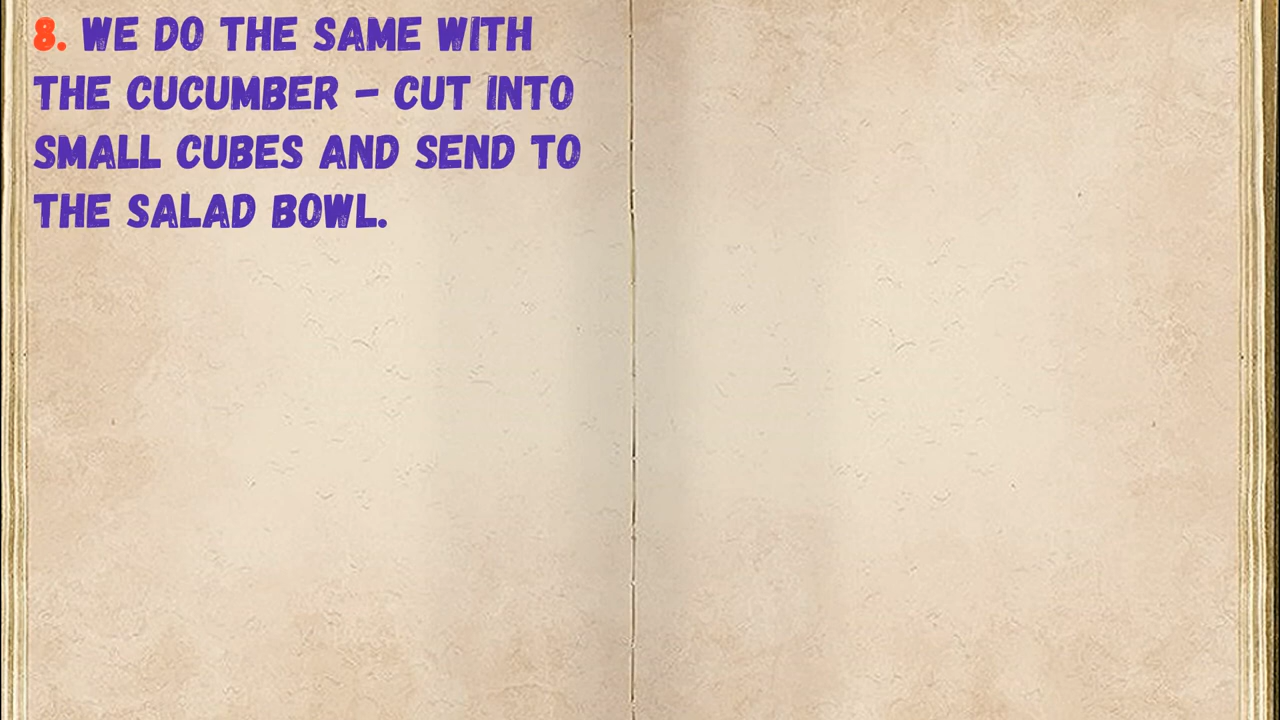 8. WE DO THE SAME WITH
THE CUCUMBER – CUT INTO
SMALL CUBES AND SEND TO
THE SALAD BOWL.